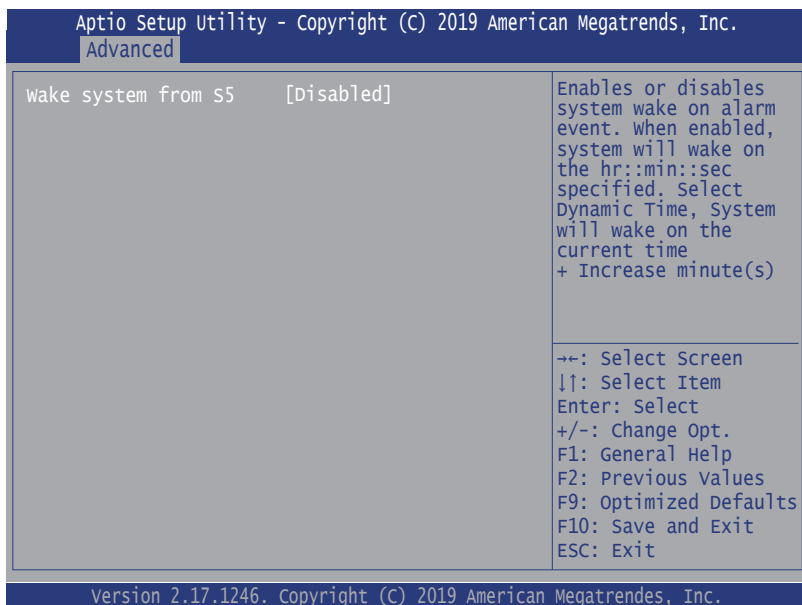 Aptio Setup Utility - Copyright (C) 2019 American Megatrends, Inc.
Advanced
Wake system from S5 [Disabled]
Enables or disables
system wake on alarm
event. When enabled,
system will wake on
the hr::min::sec
specified. Select
Dynamic Time, System
will wake on the
current time
+ Increase minute(s)
→←: Select Screen
↓↑: Select Item
Enter: Select
+/-: Change Opt.
F1: General Help
F2: Previous Values
F9: Optimized Defaults
F10: Save and Exit
ESC: Exit
Version 2.17.1246. Copyright (C) 2019 American Megatrendes, Inc.